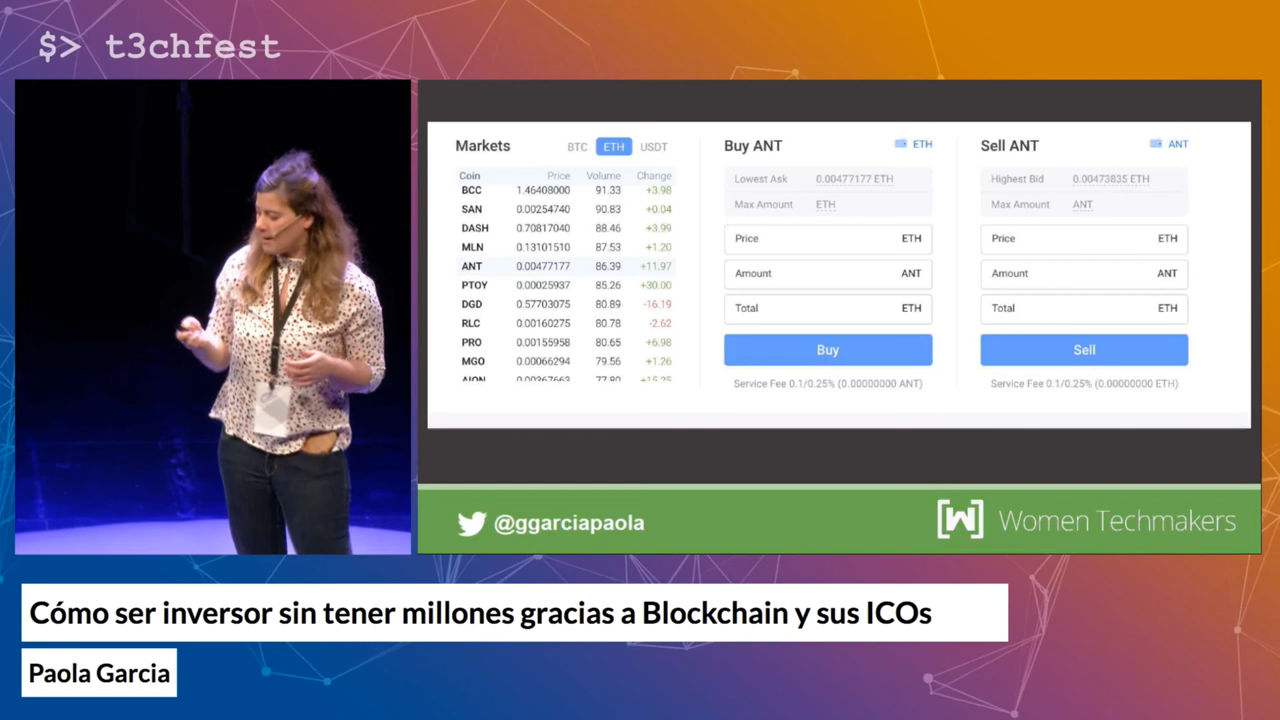 $> t3chfest
Markets BTC ETH USDT
Coin Price Volume Change
BCC 1.46408000 91.33 +3.98
SAN 0.00254740 90.83 +0.04
DASH 0.70817040 88.46 +3.99
MLN 0.13101510 87.53 +1.20
ANT 0.00477177 86.39 +11.97
PTOY 0.00025937 85.26 +30.00
DGD 0.57703075 80.89 -16.19
RLC 0.00160275 80.78 -2.62
PRO 0.00155958 80.65 +6.98
MGO 0.00066294 79.56 +1.26
AION 0.00367663 77.80 +15.25
Buy ANT ETH
Lowest Ask 0.00477177 ETH
Max Amount ETH
Price ETH
Amount ANT
Total ETH
Buy
Service Fee 0.1/0.25% (0.00000000 ANT)
Sell ANT ANT
Highest Bid 0.00473835 ETH
Max Amount ANT
Price ETH
Amount ANT
Total ETH
Sell
Service Fee 0.1/0.25% (0.00000000 ETH)
@ggarciapaola
[W] Women Techmakers
Cómo ser inversor sin tener millones gracias a Blockchain y sus ICOs
Paola Garcia